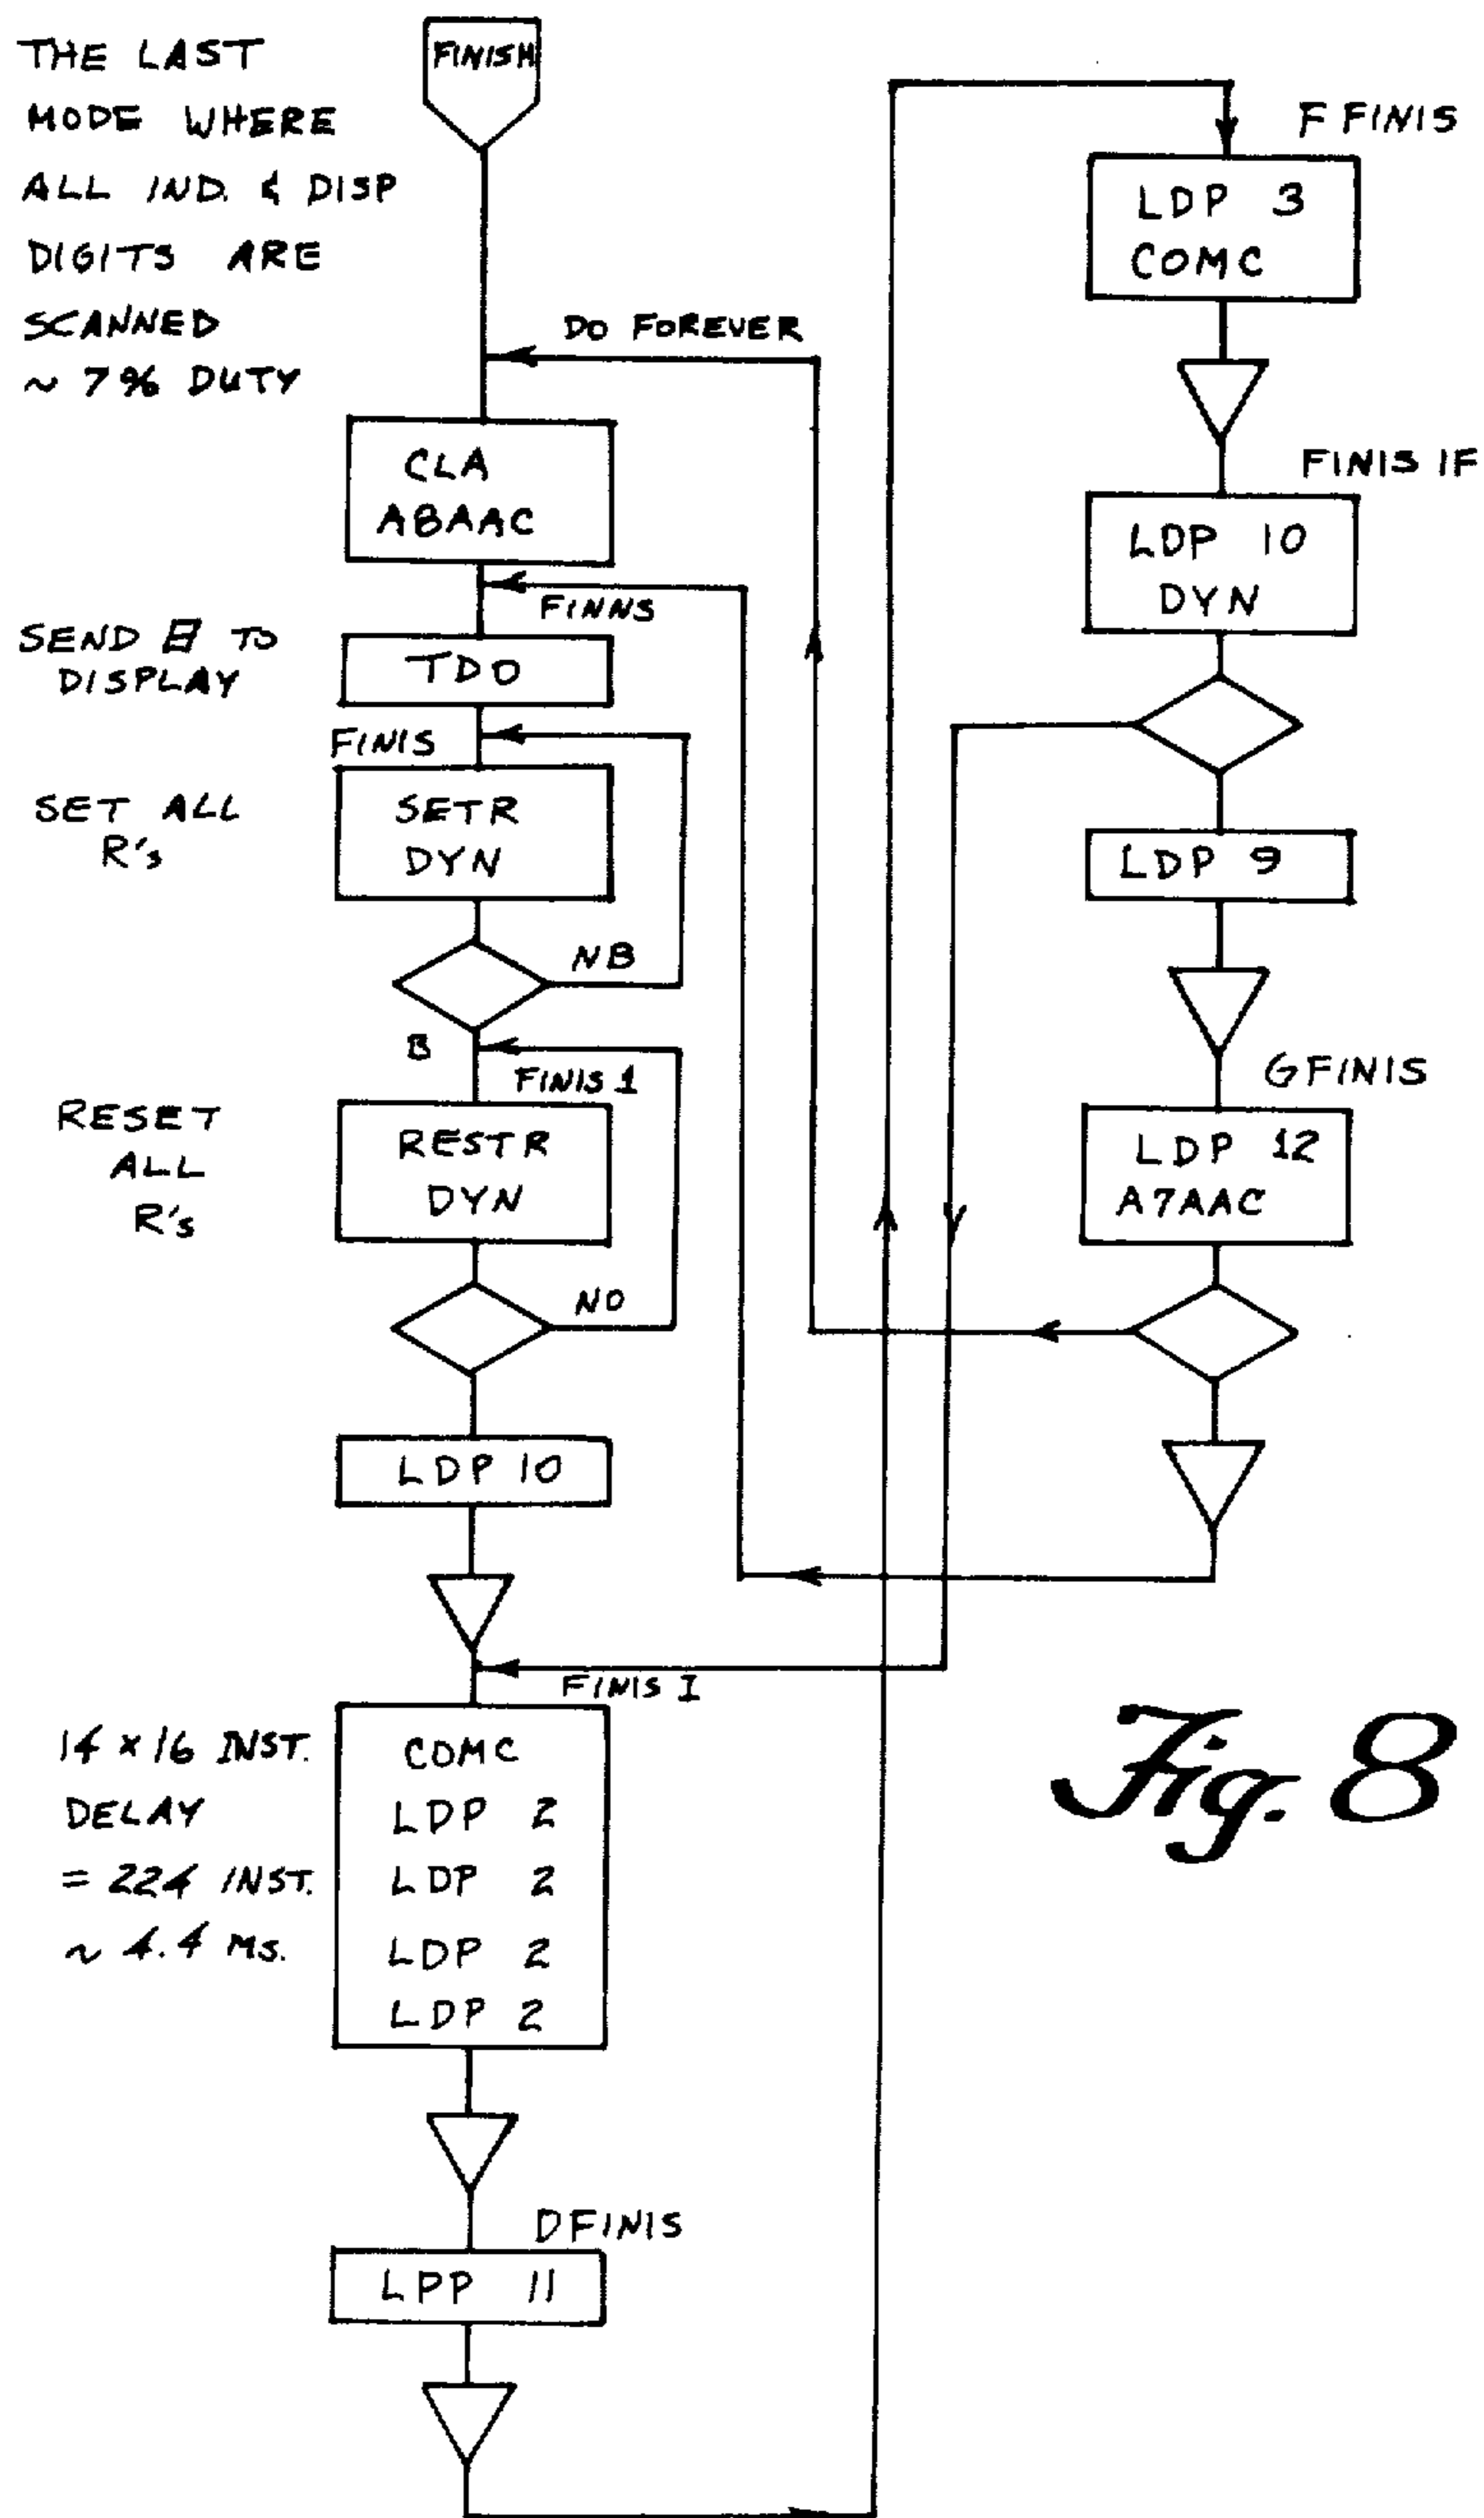 FINISH
THE LAST
MODE WHERE
ALL IND. & DISP
DIGITS ARE
SCANNED
~ 7% DUTY
DO FOREVER
CLA
A8AAC
FINNS
SEND 8 TO
DISPLAY
TDO
FINIS
SET ALL
R's
SETR
DYN
NB
B
FINIS 1
RESET
ALL
R's
RESTR
DYN
NO
LDP 10
FINIS I
14 x 16 INST.
DELAY
= 224 INST.
~ 4.4 MS.
COMC
LDP 2
LDP 2
LDP 2
LDP 2
DFINIS
LPP 11
F FINIS
LDP 3
COMC
FINIS IF
LDP 10
DYN
LDP 9
GFINIS
LDP 12
A7AAC
Fig. 8